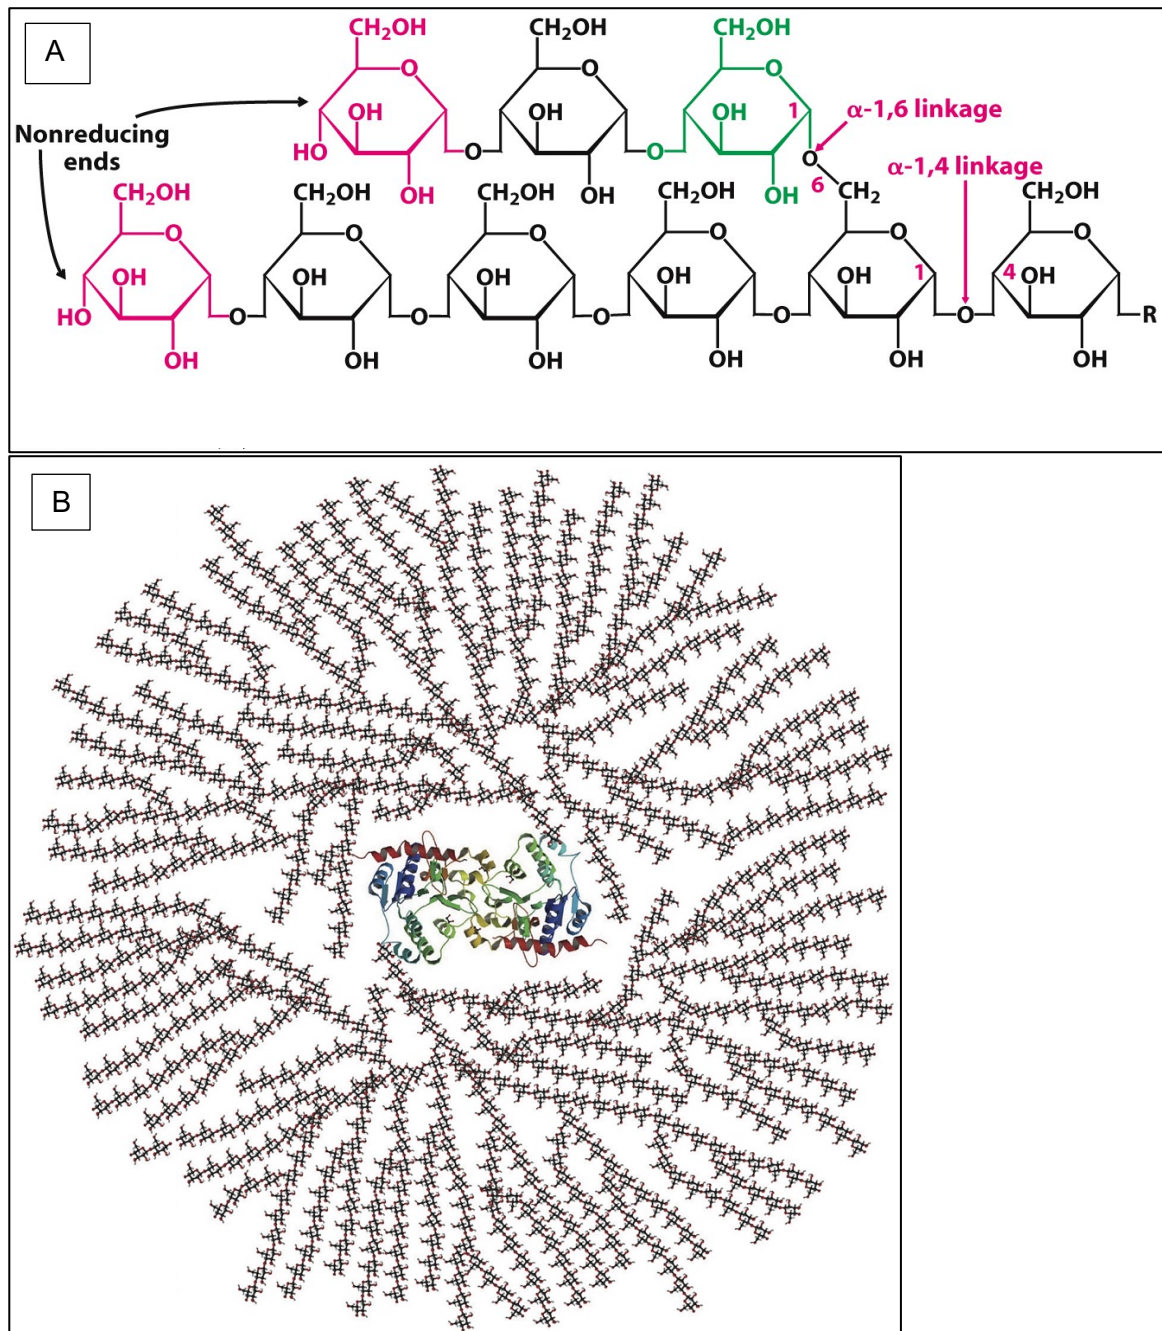 A
CH₂OH CH₂OH CH₂OH
O O O
OH OH OH 1 α-1,6 linkage
Nonreducing
ends
HO O O O
OH OH OH 6 CH₂ α-1,4 linkage
CH₂OH CH₂OH CH₂OH CH₂OH CH₂OH
O O O O O O
OH OH OH OH OH 1 4 OH
HO O O O O O R
OH OH OH OH OH OH
B